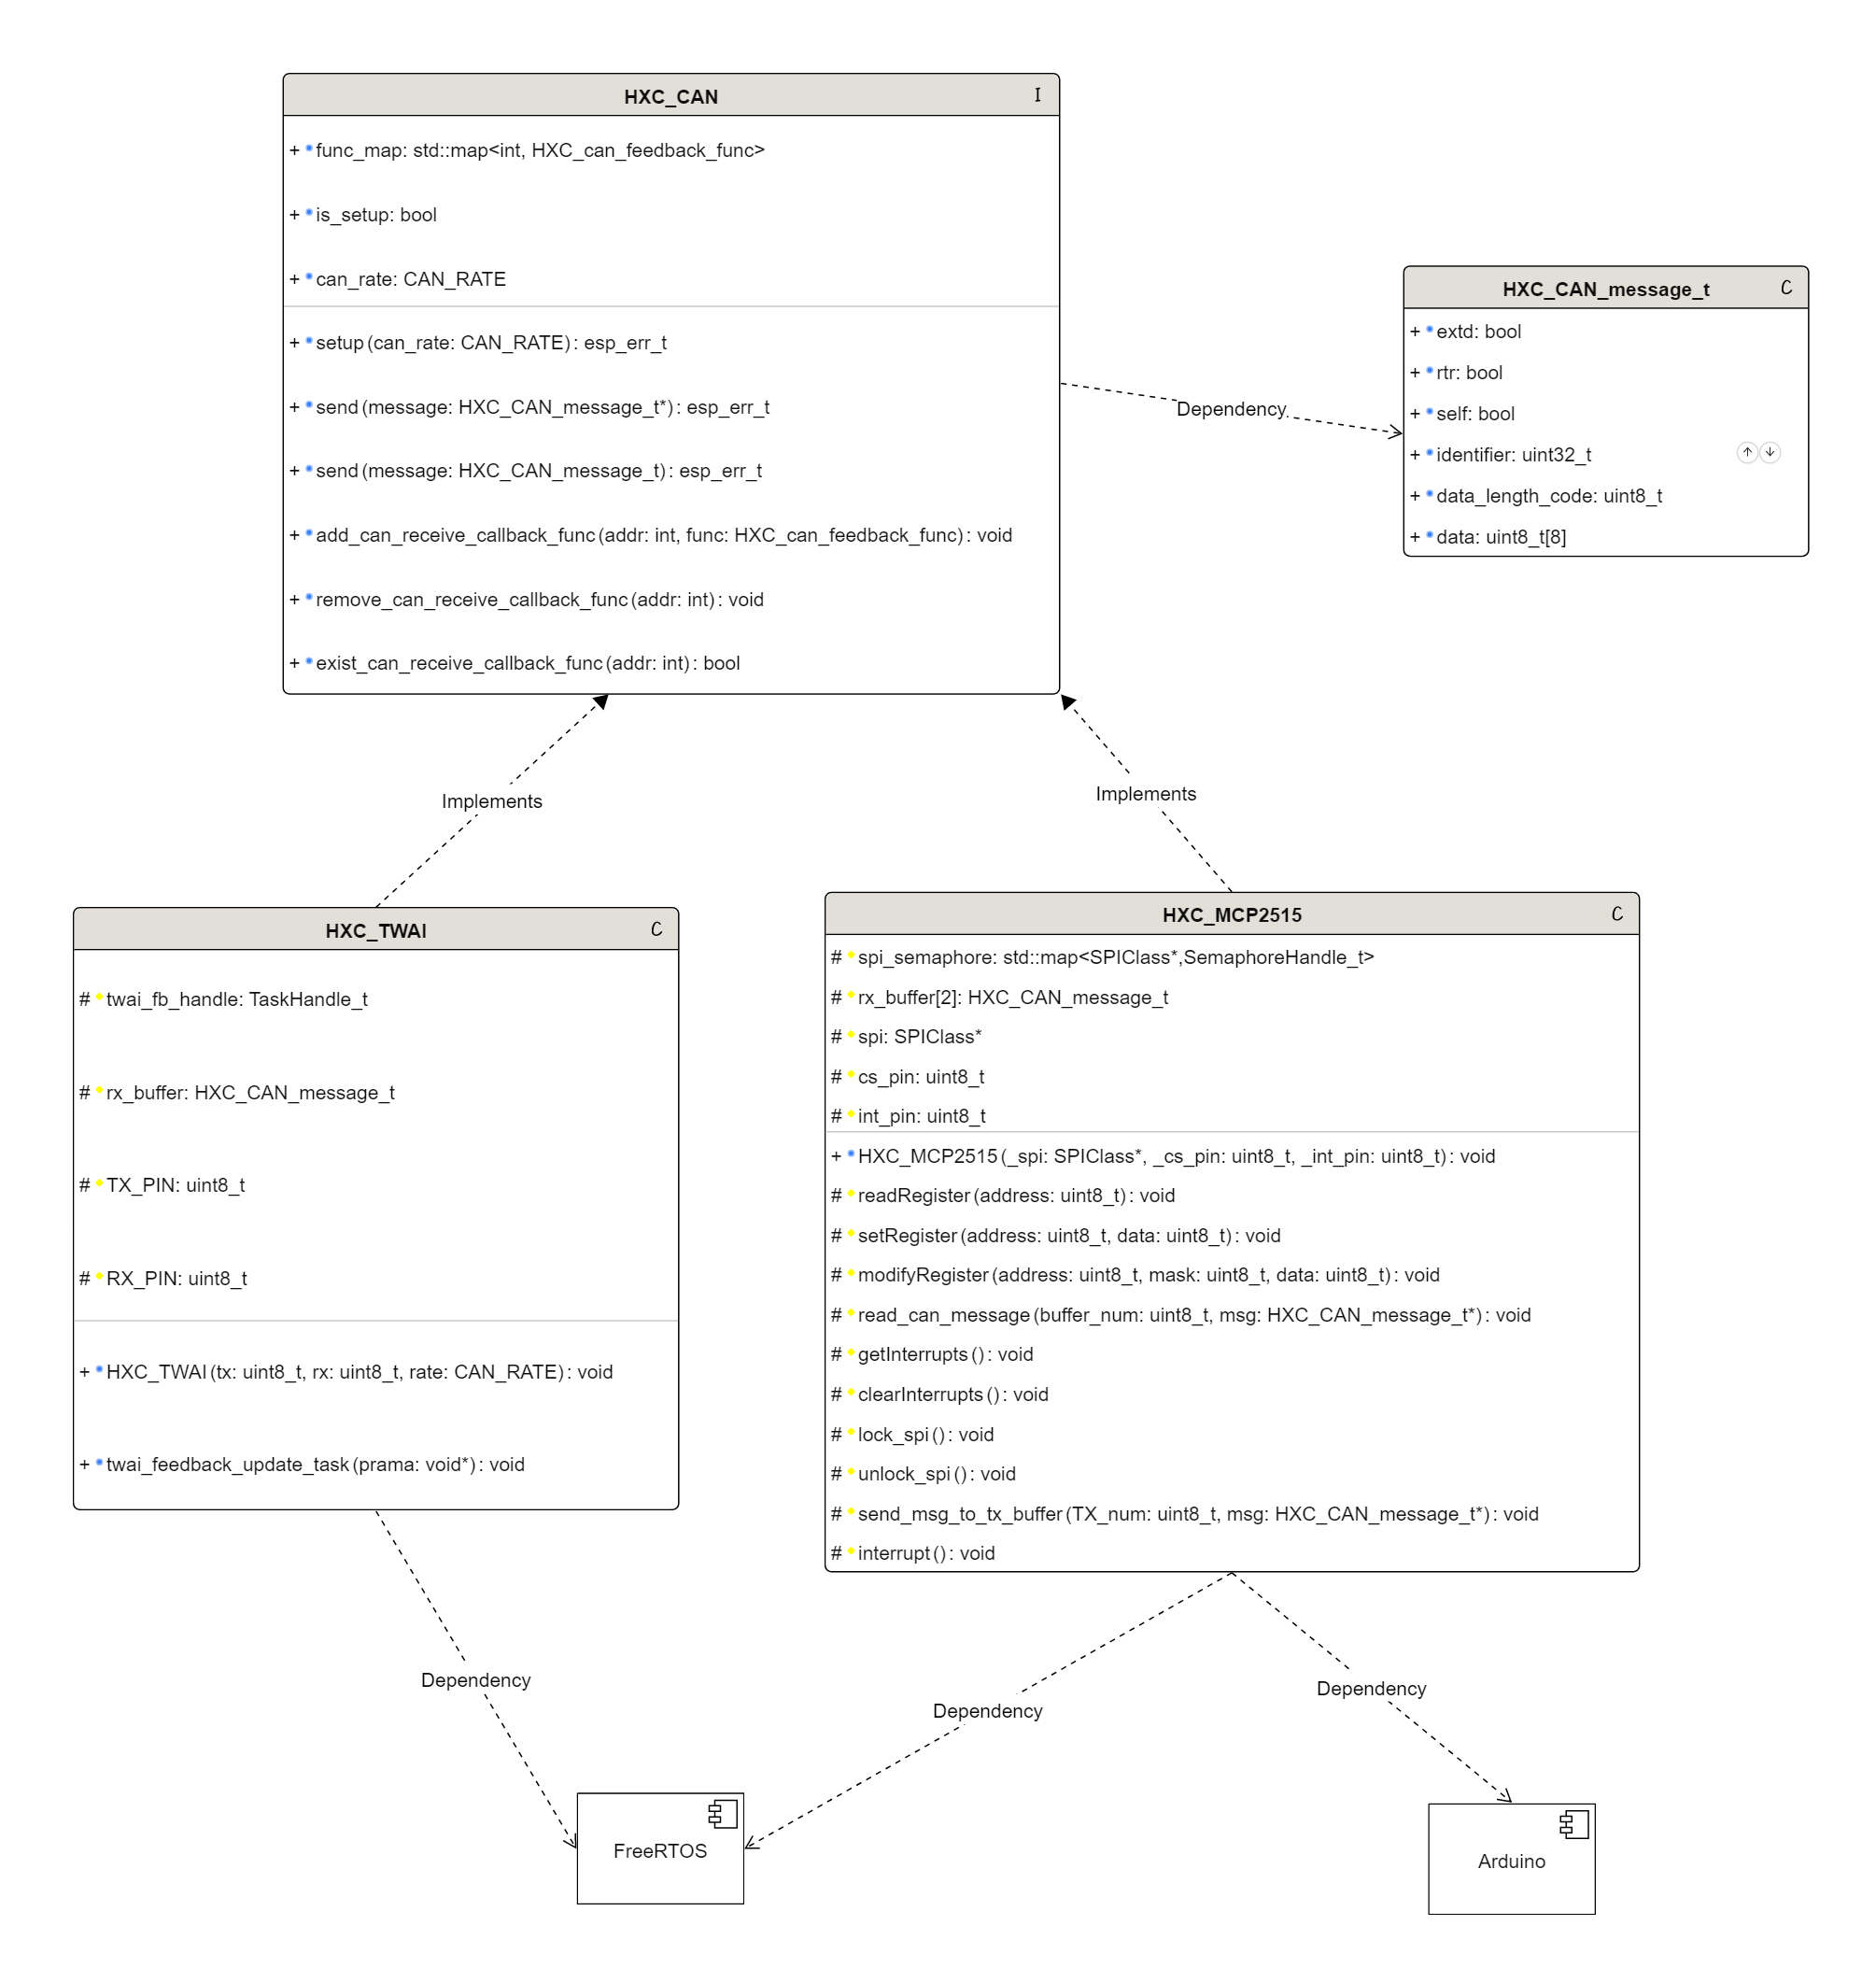 HXC_CAN I
+ func_map: std::map<int, HXC_can_feedback_func>
+ is_setup: bool
+ can_rate: CAN_RATE
+ setup(can_rate: CAN_RATE): esp_err_t
+ send(message: HXC_CAN_message_t*): esp_err_t
+ send(message: HXC_CAN_message_t): esp_err_t
+ add_can_receive_callback_func(addr: int, func: HXC_can_feedback_func): void
+ remove_can_receive_callback_func(addr: int): void
+ exist_can_receive_callback_func(addr: int): bool
Dependency
HXC_CAN_message_t C
+ extd: bool
+ rtr: bool
+ self: bool
+ identifier: uint32_t
+ data_length_code: uint8_t
+ data: uint8_t[8]
Implements
Implements
HXC_TWAI C
# twai_fb_handle: TaskHandle_t
# rx_buffer: HXC_CAN_message_t
# TX_PIN: uint8_t
# RX_PIN: uint8_t
+ HXC_TWAI(tx: uint8_t, rx: uint8_t, rate: CAN_RATE): void
+ twai_feedback_update_task(prama: void*): void
HXC_MCP2515 C
# spi_semaphore: std::map<SPIClass*,SemaphoreHandle_t>
# rx_buffer[2]: HXC_CAN_message_t
# spi: SPIClass*
# cs_pin: uint8_t
# int_pin: uint8_t
+ HXC_MCP2515(_spi: SPIClass*, _cs_pin: uint8_t, _int_pin: uint8_t): void
# readRegister(address: uint8_t): void
# setRegister(address: uint8_t, data: uint8_t): void
# modifyRegister(address: uint8_t, mask: uint8_t, data: uint8_t): void
# read_can_message(buffer_num: uint8_t, msg: HXC_CAN_message_t*): void
# getInterrupts(): void
# clearInterrupts(): void
# lock_spi(): void
# unlock_spi(): void
# send_msg_to_tx_buffer(TX_num: uint8_t, msg: HXC_CAN_message_t*): void
# interrupt(): void
Dependency
Dependency
Dependency
FreeRTOS
Arduino